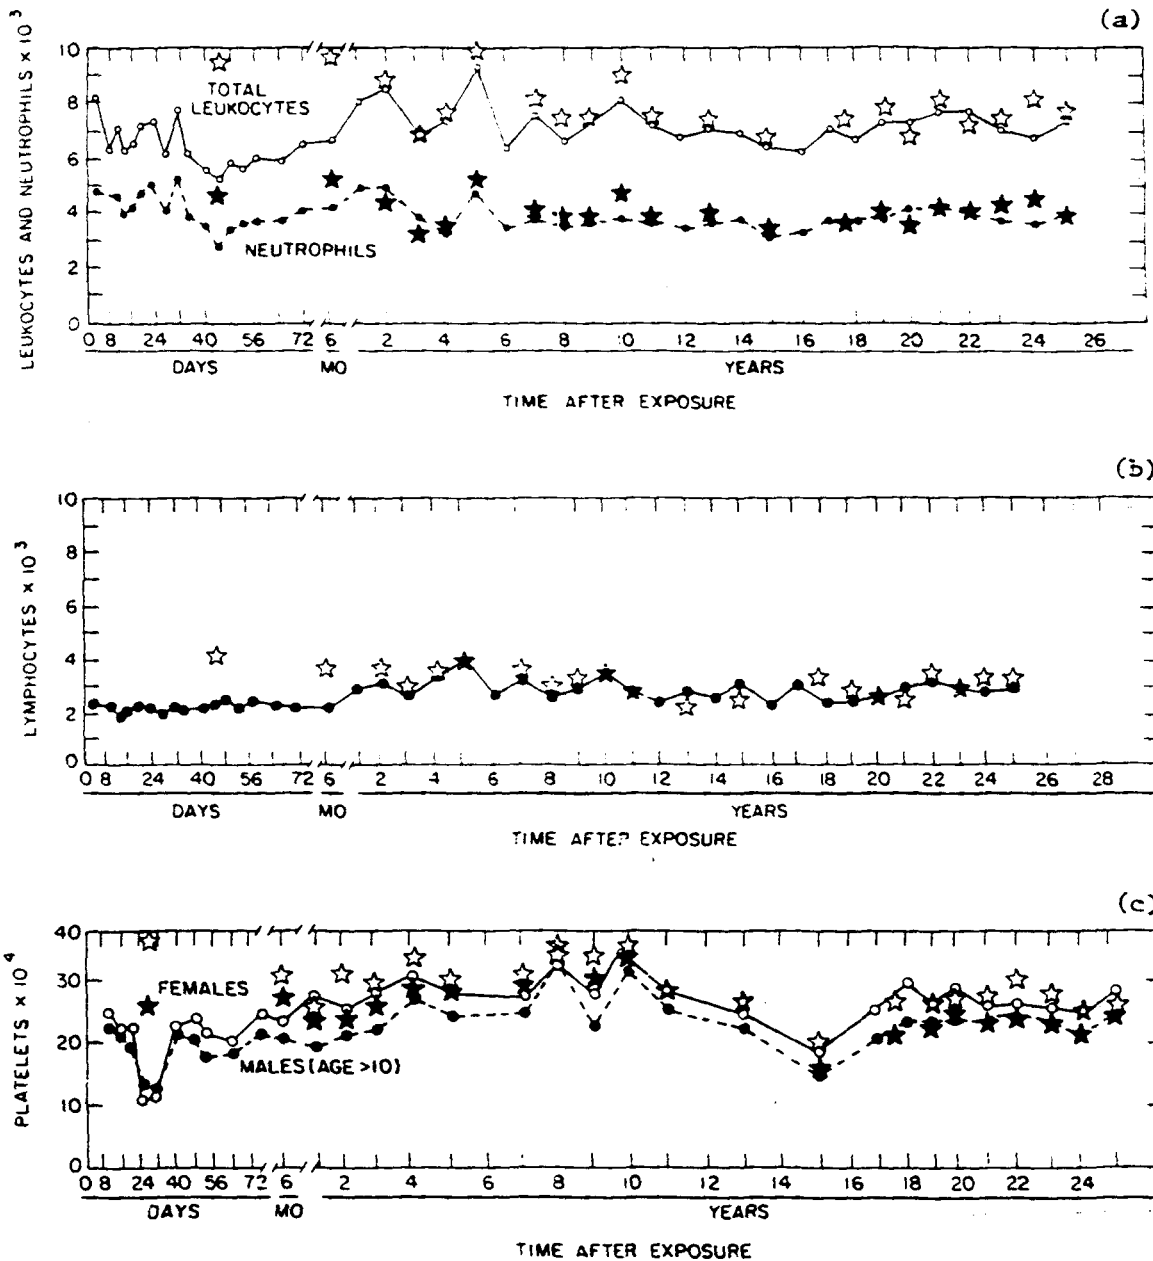 (a)
LEUKOCYTES AND NEUTROPHILS x 10³
10
8
6
4
2
0
TOTAL
LEUKOCYTES
NEUTROPHILS
0 8 24 40 56 72 6 2 4 6 8 10 12 14 16 18 20 22 24 26
DAYS MO YEARS
TIME AFTER EXPOSURE
(b)
LYMPHOCYTES x 10³
10
8
6
4
2
0
0 8 24 40 56 72 6 2 4 6 8 10 12 14 16 18 20 22 24 26 28
DAYS MO YEARS
TIME AFTER EXPOSURE
(c)
PLATELETS x 10⁴
40
30
20
10
0
FEMALES
MALES (AGE >10)
0 8 24 40 56 72 6 2 4 6 8 10 12 14 16 18 20 22 24
DAYS MO YEARS
TIME AFTER EXPOSURE